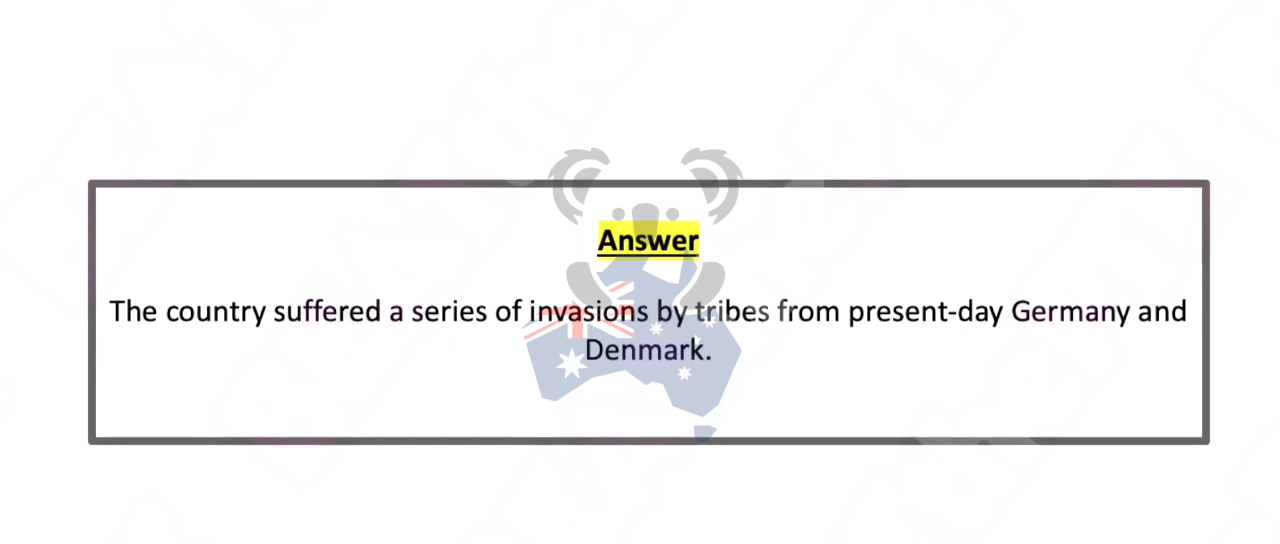 Answer
The country suffered a series of invasions by tribes from present-day Germany and
Denmark.